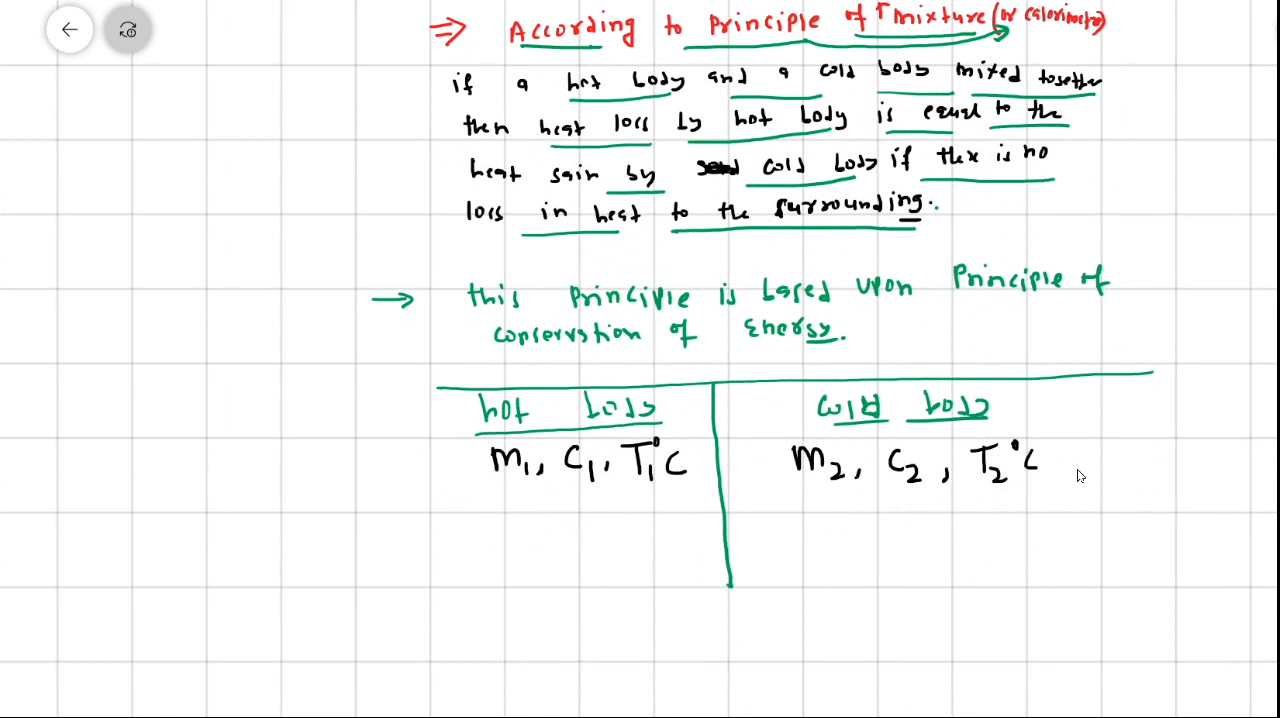 ⇒ According to principle of mixture (or calorimetry)
if a hot body and a cold body mixed together
then heat loss by hot body is equal to the
heat gain by cold body if there is no
loss in heat to the surrounding.
→ this principle is based upon principle of
conservation of energy.
hot body cold body
m₁, c₁, T₁°C m₂, c₂, T₂°C